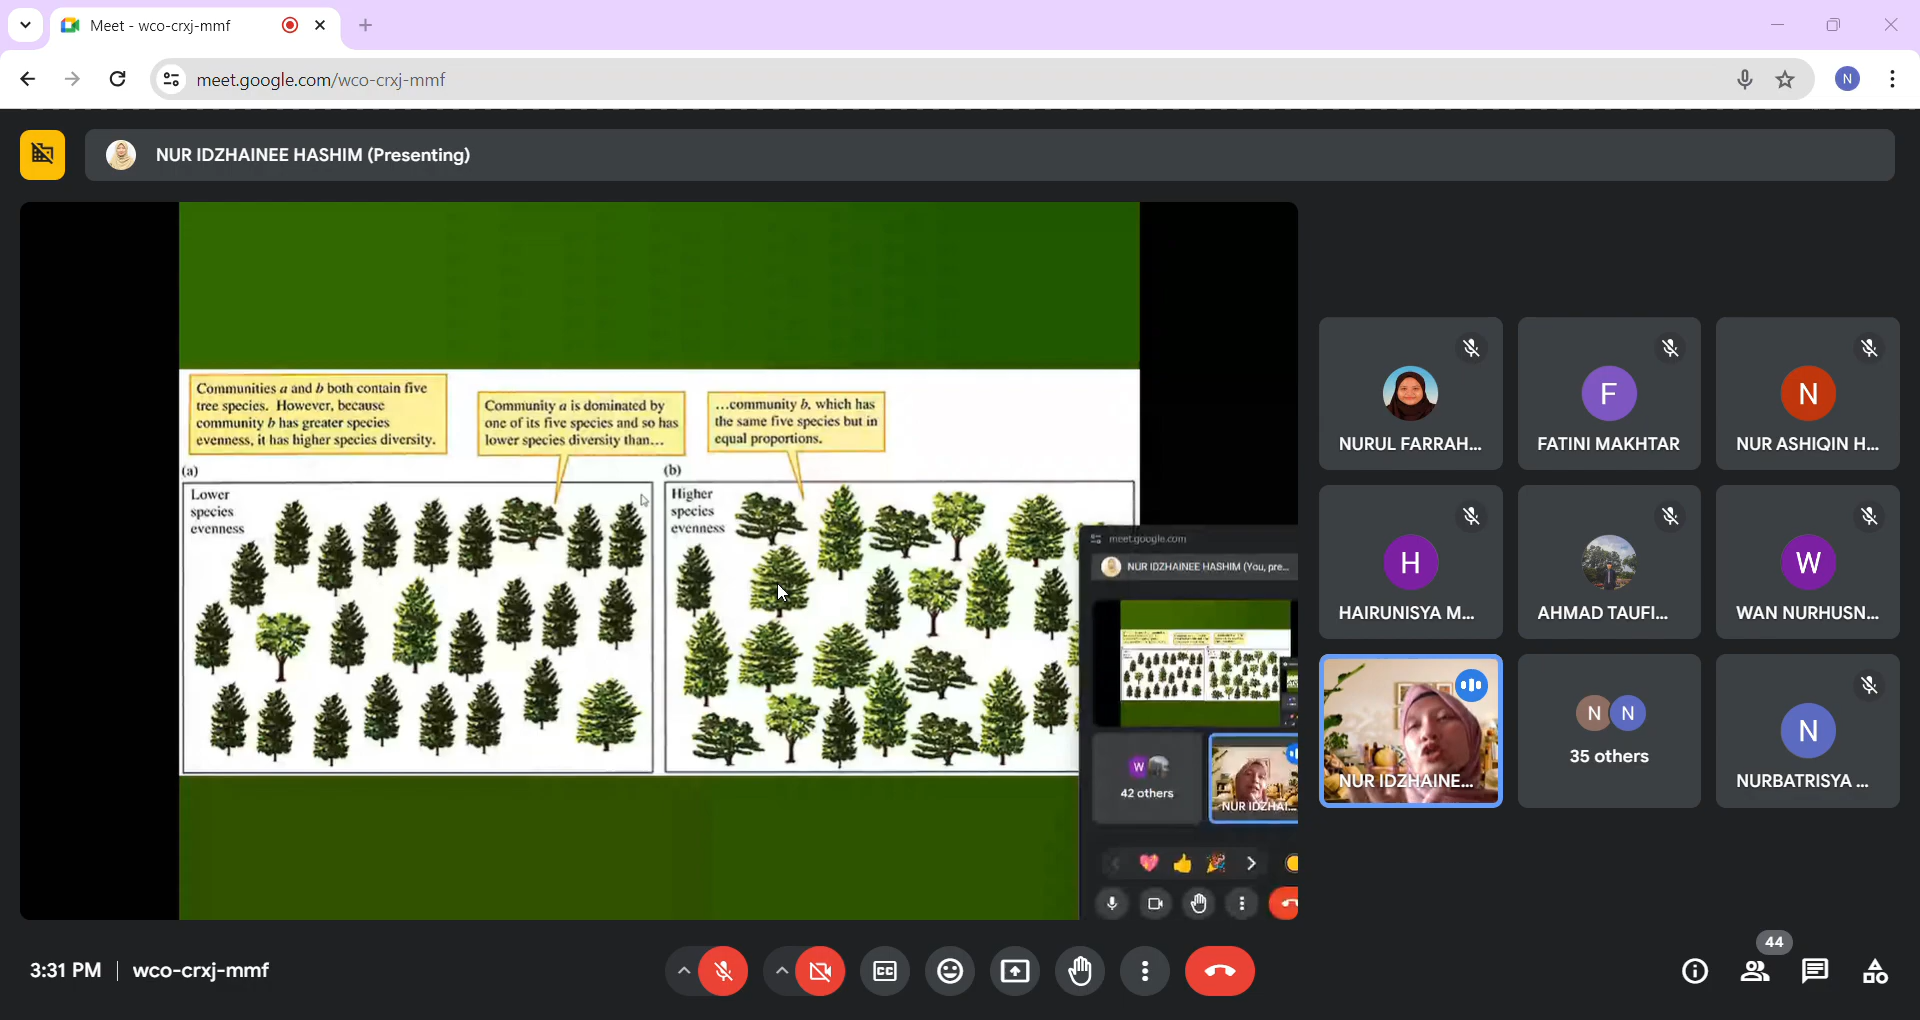 Meet - wco-crxj-mmf
meet.google.com/wco-crxj-mmf
N
NUR IDZHAINEE HASHIM (Presenting)
Communities a and b both contain five
tree species. However, because
community b has greater species
evenness, it has higher species diversity.
Community a is dominated by
one of its five species and so has
lower species diversity than...
...community b, which has
the same five species but in
equal proportions.
(a)
(b)
Lower
species
evenness
Higher
species
evenness
meet.google.com
NUR IDZHAINEE HASHIM (You, pre...
W
42 others
NUR IDZHAI...
NURUL FARRAH...
F
FATINI MAKHTAR
N
NUR ASHIQIN H...
H
HAIRUNISYA M...
AHMAD TAUFI...
W
WAN NURHUSN...
NUR IDZHAINE...
N N
35 others
N
NURBATRISYA ...
3:31 PM | wco-crxj-mmf
CC
44